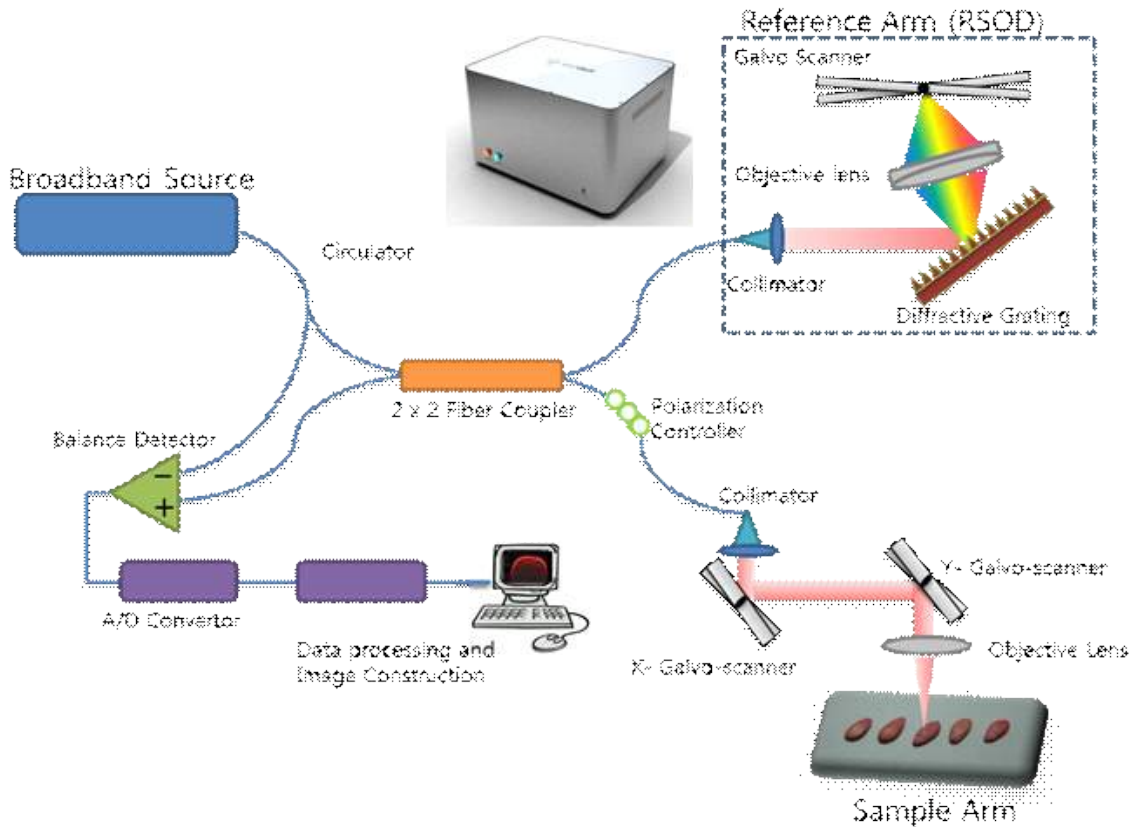 Reference Arm (RSOD)
Galvo Scanner
Broadband Source
Objective lens
Circulator
Collimator
Diffractive Grating
2 x 2 Fiber Coupler
Polarization
Controller
Balance Detector
−
+
Collimator
Y- Galvo-scanner
A/D Convertor
Data processing and
Image Construction
X- Galvo-scanner
Objective Lens
Sample Arm